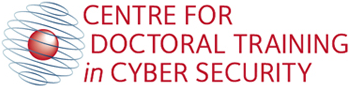 CENTRE FOR
DOCTORAL TRAINING
in CYBER SECURITY